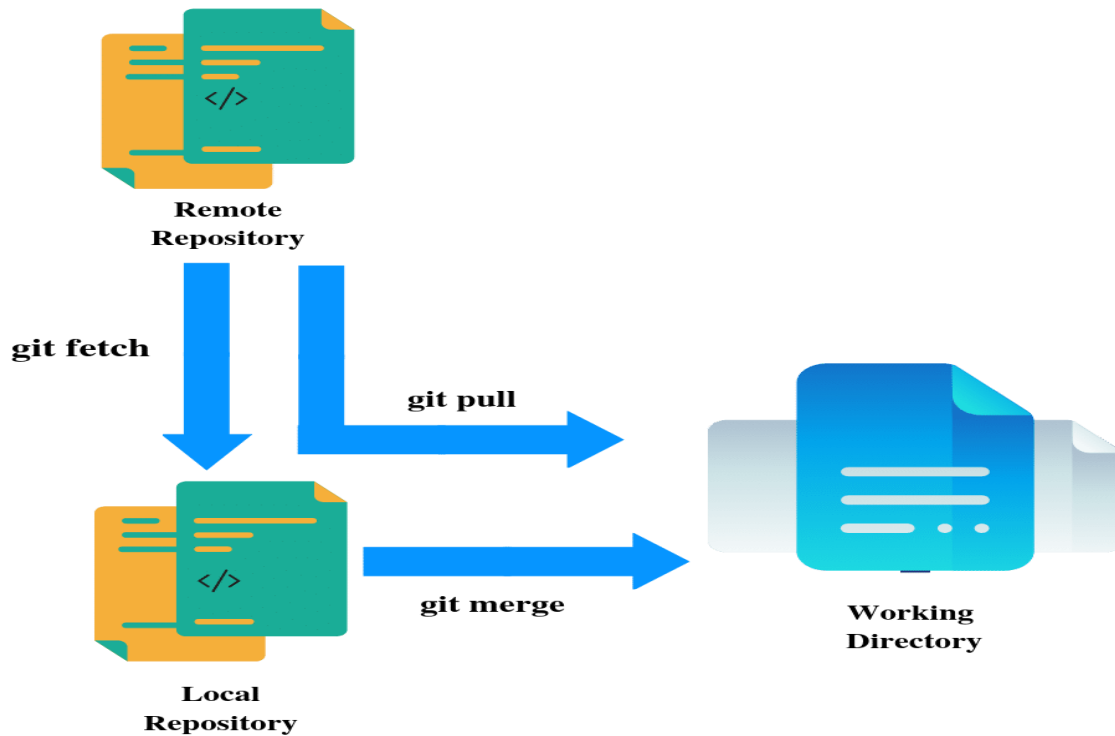 </>
Remote
Repository
git fetch
git pull
</>
git merge
Local
Repository
Working
Directory